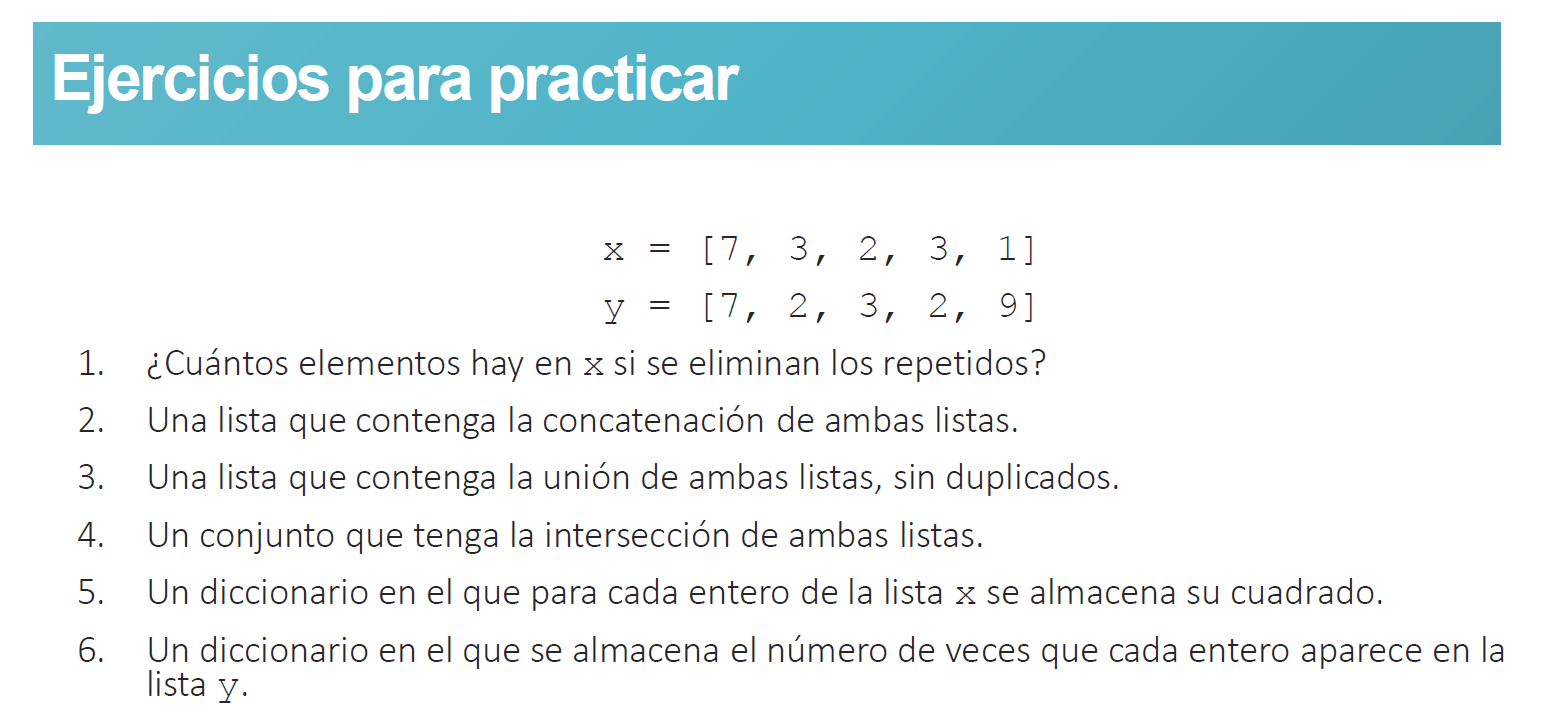 Ejercicios para practicar
x = [7, 3, 2, 3, 1]
y = [7, 2, 3, 2, 9]
1. ¿Cuántos elementos hay en x si se eliminan los repetidos?
2. Una lista que contenga la concatenación de ambas listas.
3. Una lista que contenga la unión de ambas listas, sin duplicados.
4. Un conjunto que tenga la intersección de ambas listas.
5. Un diccionario en el que para cada entero de la lista x se almacena su cuadrado.
6. Un diccionario en el que se almacena el número de veces que cada entero aparece en la
lista y.